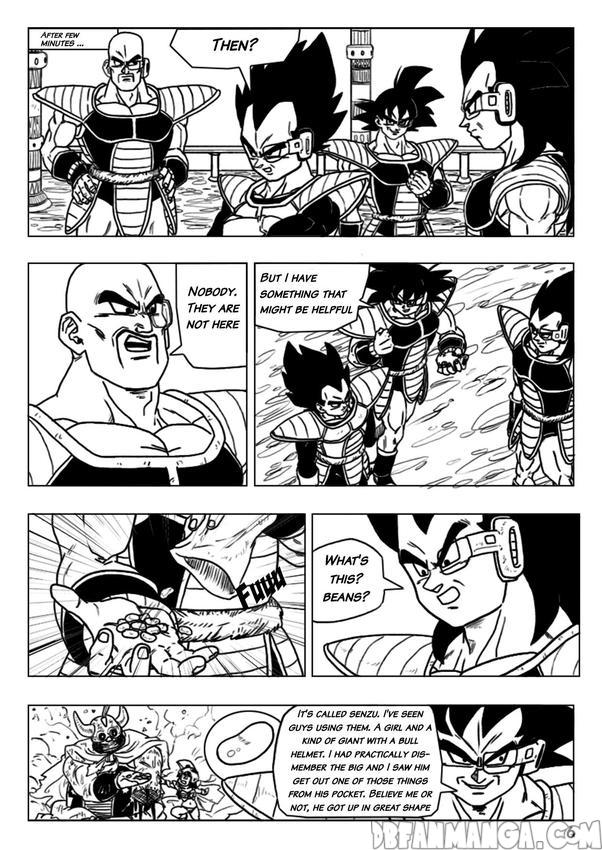 AFTER FEW
MINUTES ...
THEN?
NOBODY.
THEY ARE
NOT HERE
BUT I HAVE
SOMETHING THAT
MIGHT BE HELPFUL
FUUU
WHAT'S
THIS?
BEANS?
IT'S CALLED SENZU. I'VE SEEN
GUYS USING THEM. A GIRL AND A
KIND OF GIANT WITH A BULL
HELMET. I HAD PRACTICALLY DIS-
MEMBER THE BIG AND I SAW HIM
GET OUT ONE OF THOSE THINGS
FROM HIS POCKET. BELIEVE ME OR
NOT, HE GOT UP IN GREAT SHAPE
6
DBFANMANGA.COM